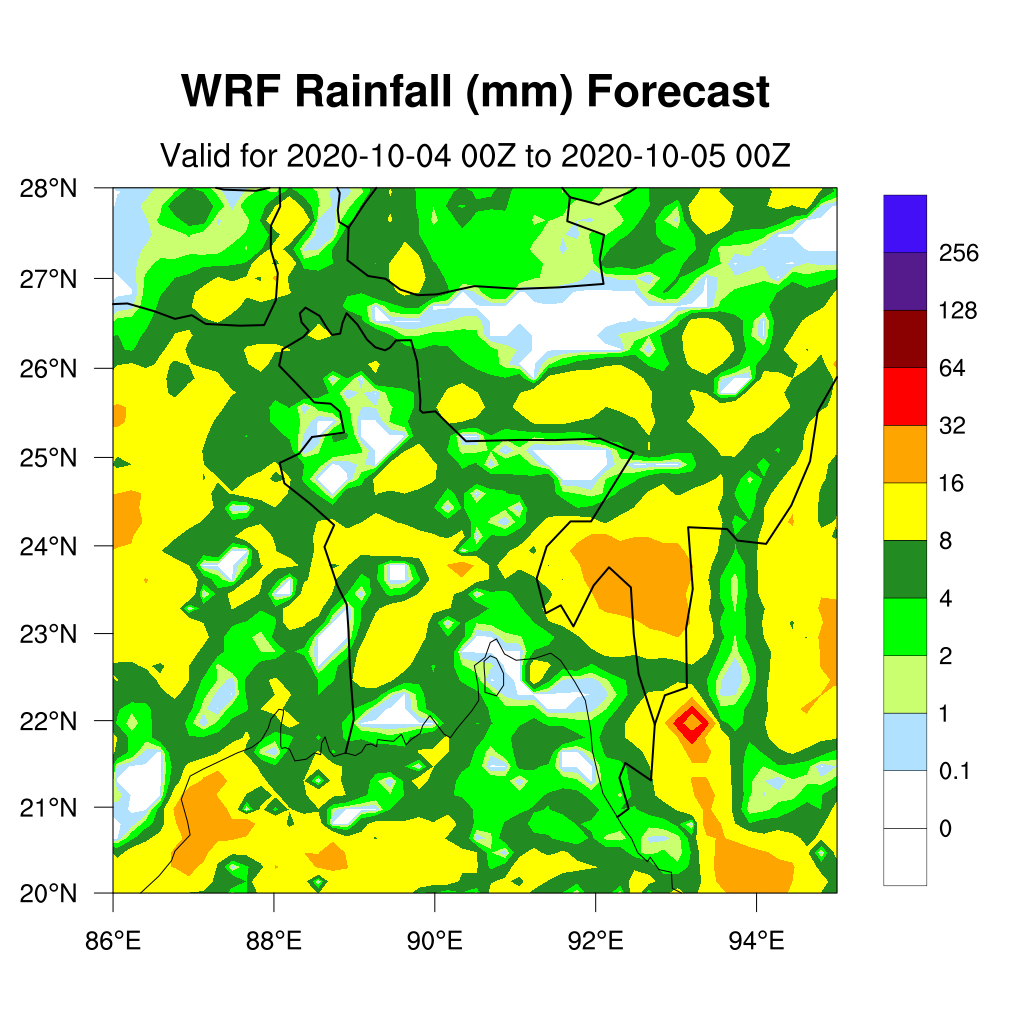 WRF Rainfall (mm) Forecast
Valid for 2020-10-04 00Z to 2020-10-05 00Z
28°N
27°N
26°N
25°N
24°N
23°N
22°N
21°N
20°N
86°E 88°E 90°E 92°E 94°E
256
128
64
32
16
8
4
2
1
0.1
0